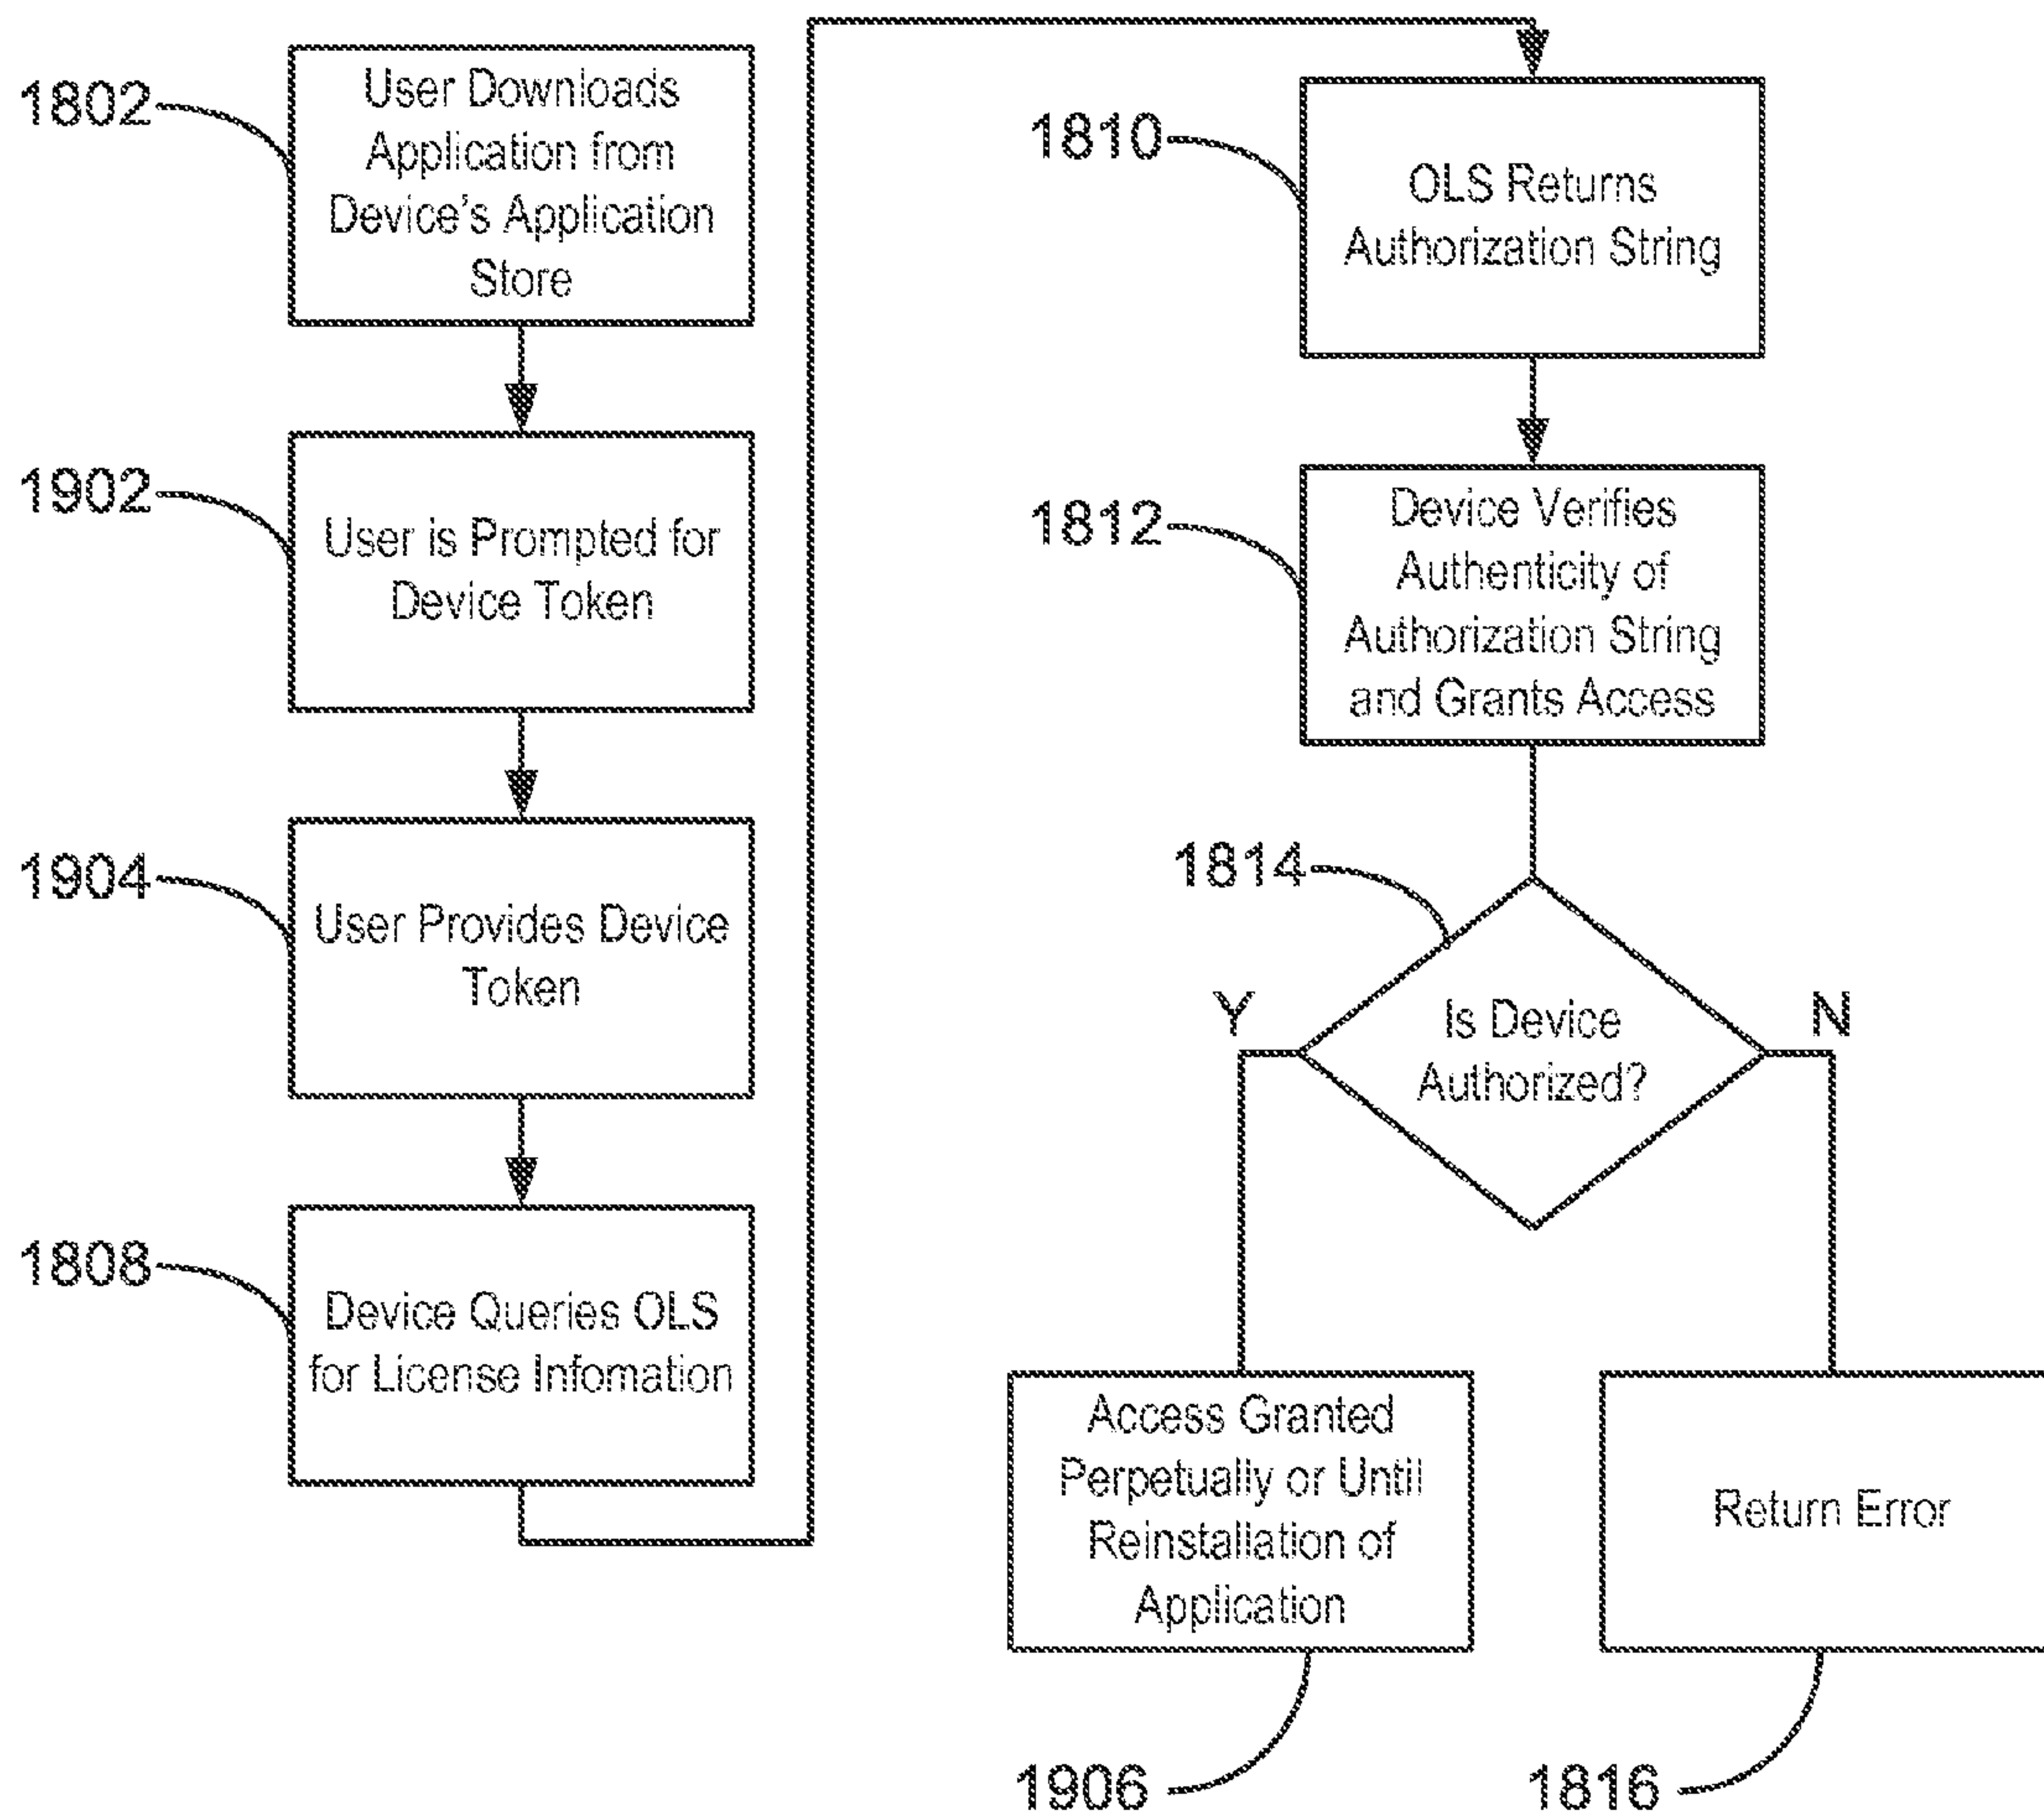 1802
User Downloads
Application from
Device's Application
Store
1902
User is Prompted for
Device Token
1904
User Provides Device
Token
1808
Device Queries OLS
for License Infomation
1810
OLS Returns
Authorization String
1812
Device Verifies
Authenticity of
Authorization String
and Grants Access
1814
Is Device
Authorized?
Y
N
Access Granted
Perpetually or Until
Reinstallation of
Application
1906
Return Error
1816